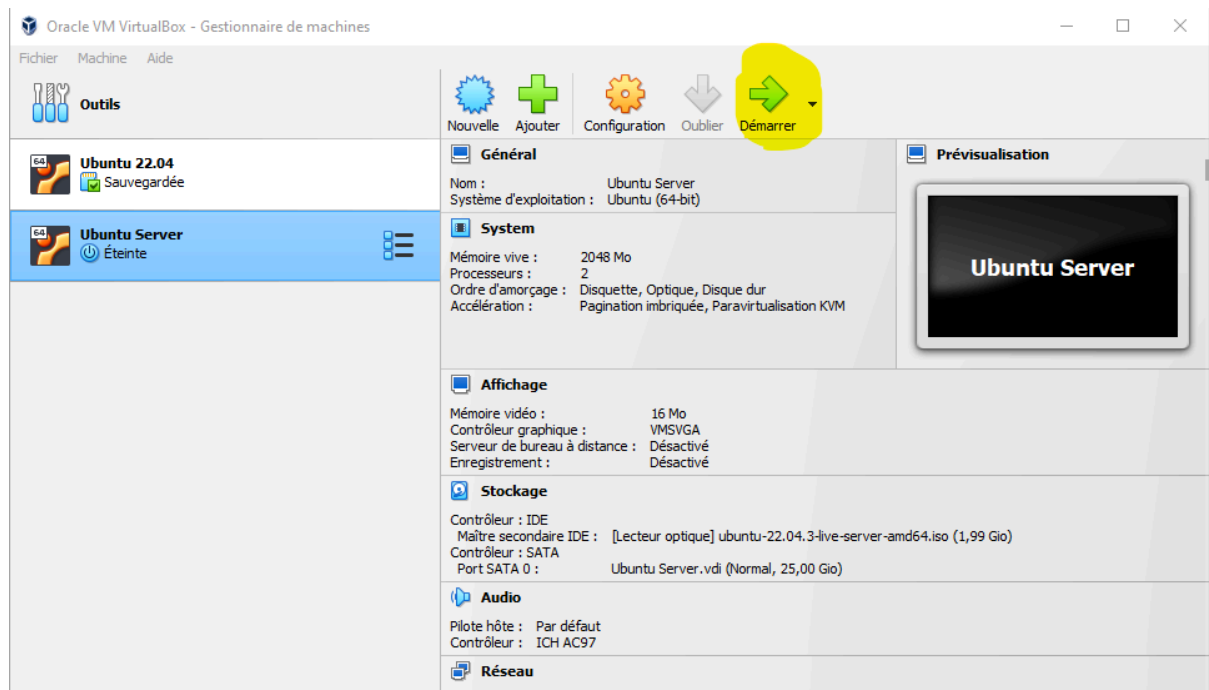 Oracle VM VirtualBox - Gestionnaire de machines
Fichier Machine Aide
Outils
Nouvelle Ajouter Configuration Oublier Démarrer
64 Ubuntu 22.04
Sauvegardée
64 Ubuntu Server
Éteinte
Général
Nom : Ubuntu Server
Système d'exploitation : Ubuntu (64-bit)
Prévisualisation
Ubuntu Server
System
Mémoire vive : 2048 Mo
Processeurs : 2
Ordre d'amorçage : Disquette, Optique, Disque dur
Accélération : Pagination imbriquée, Paravirtualisation KVM
Affichage
Mémoire vidéo : 16 Mo
Contrôleur graphique : VMSVGA
Serveur de bureau à distance : Désactivé
Enregistrement : Désactivé
Stockage
Contrôleur : IDE
Maître secondaire IDE : [Lecteur optique] ubuntu-22.04.3-live-server-amd64.iso (1,99 Gio)
Contrôleur : SATA
Port SATA 0 : Ubuntu Server.vdi (Normal, 25,00 Gio)
Audio
Pilote hôte : Par défaut
Contrôleur : ICH AC97
Réseau